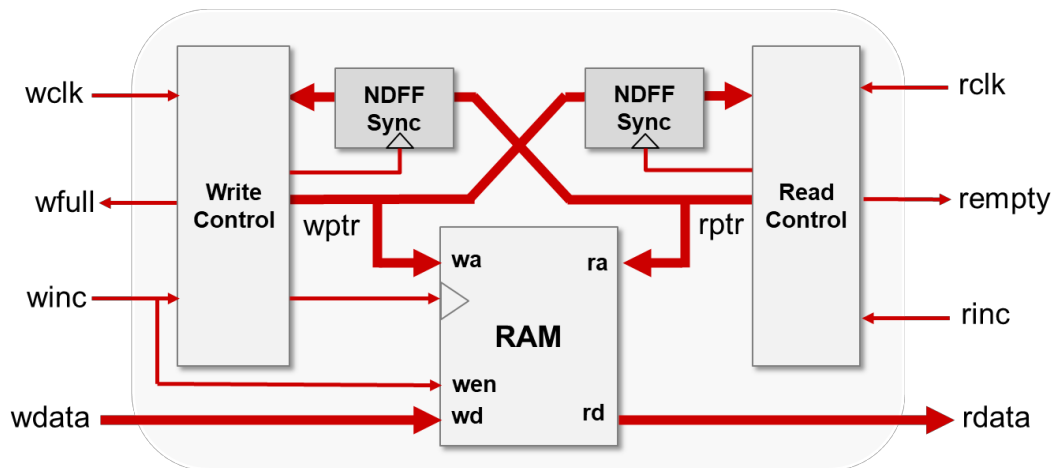 wclk
NDFF
Sync
NDFF
Sync
rclk
wfull
Write
Control
wptr
rptr
Read
Control
rempty
wa
ra
winc
RAM
rinc
wen
wdata
wd
rd
rdata